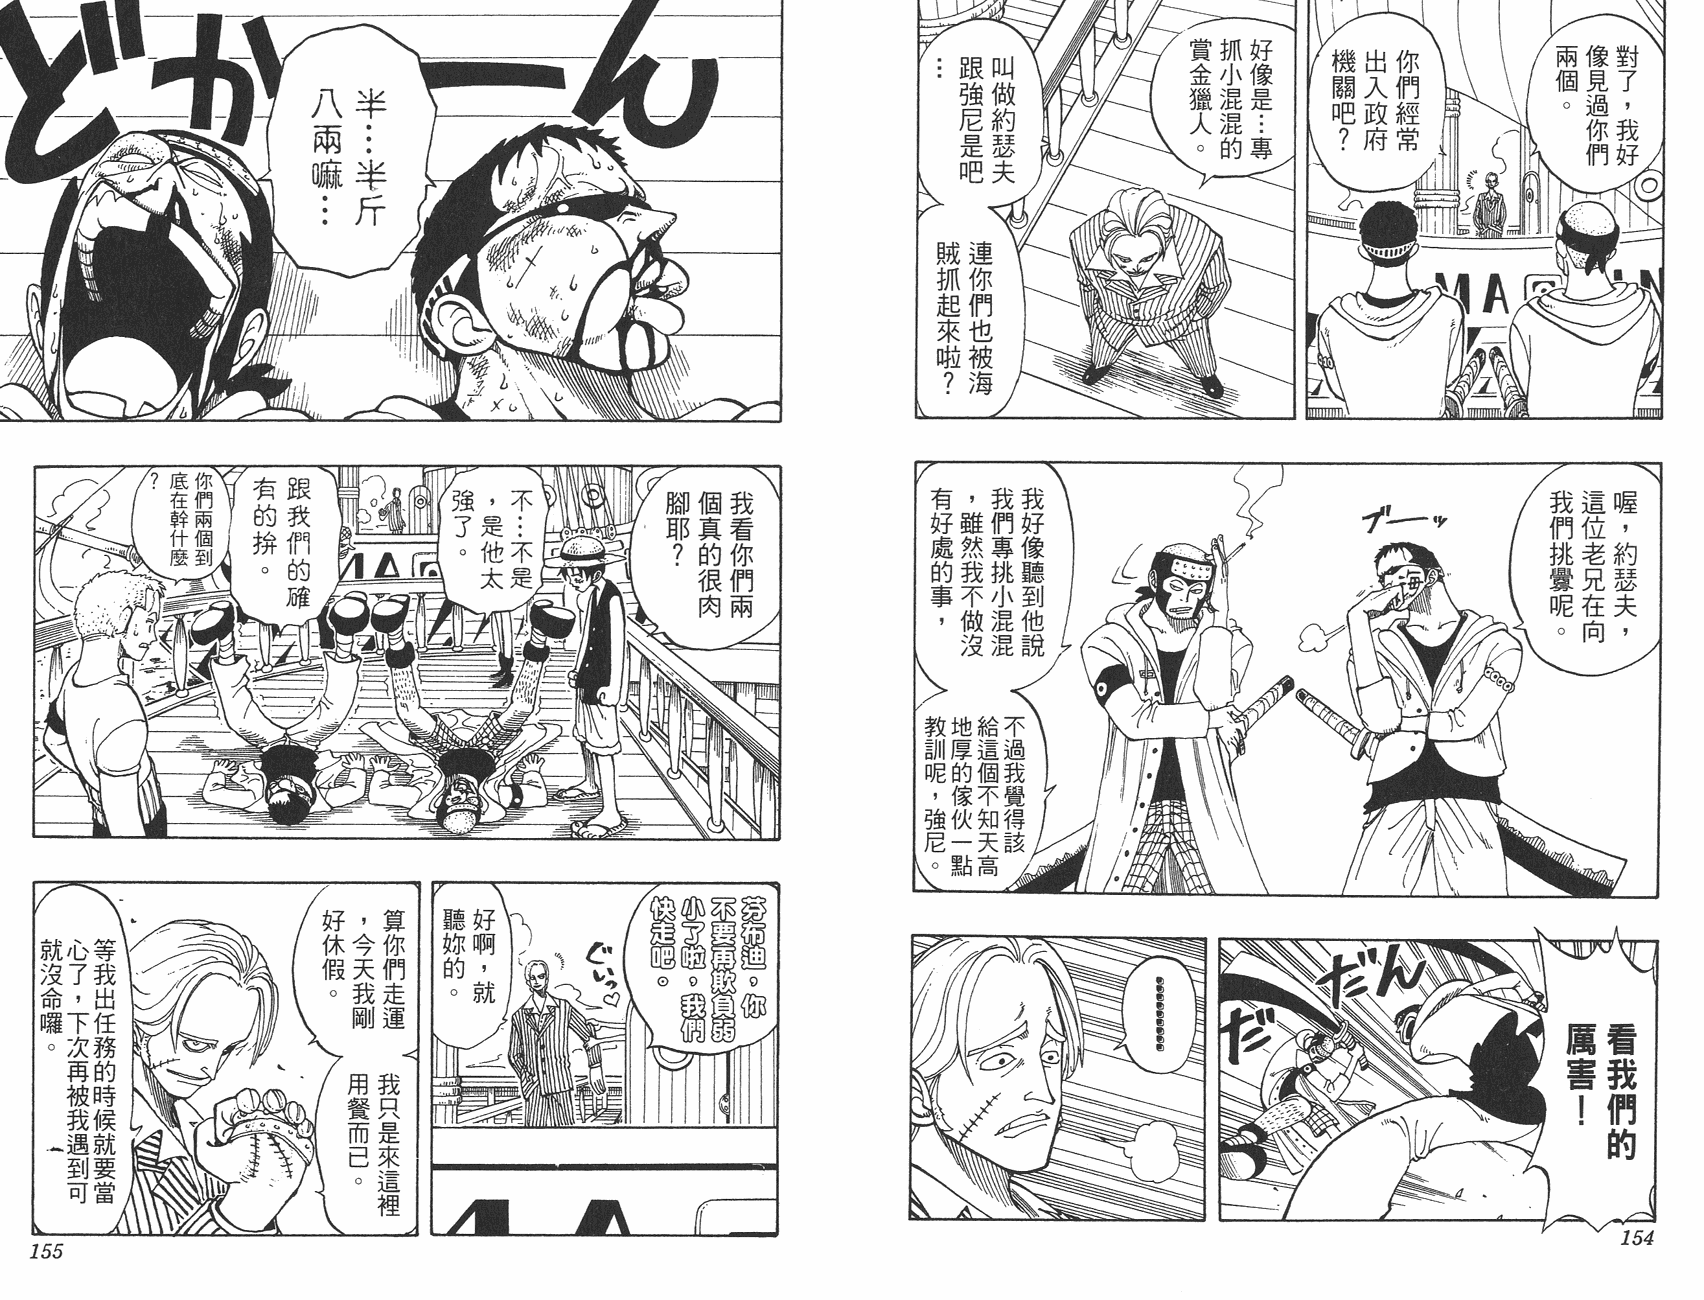 對了，我好
像見過你們
兩個。
你們經常
出入政府
機關吧？
好像是…專
抓小混混的
賞金獵人。
叫做約瑟夫
跟強尼是吧
…
連你們也被海
賊抓起來啦？
喔，約瑟夫，
這位老兄在向
我們挑釁呢。
ブーッ
我好像聽到他說
我們專挑小混混
，雖然我不做沒
有好處的事，
不過我覺得該
給這個不知天高
地厚的傢伙一點
教訓呢，強尼。
看我們的
厲害！
だんだ
…………
154
どかーん
半…半斤
八兩嘛…
我看你們兩
個真的很肉
腳耶？
不…不是
，是他太
強了。
跟我們的確
有的拚。
你們兩個到
底在幹什麼
？
芬布迪，你
不要再欺負弱
小了啦，我們
快走吧。
ぐいっ♡
好啊，就
聽妳的。
算你們走運
，今天我剛
好休假。
我只是來這裡
用餐而已。
等我出任務的時候就要當
心了，下次再被我遇到可
就沒命囉。
155